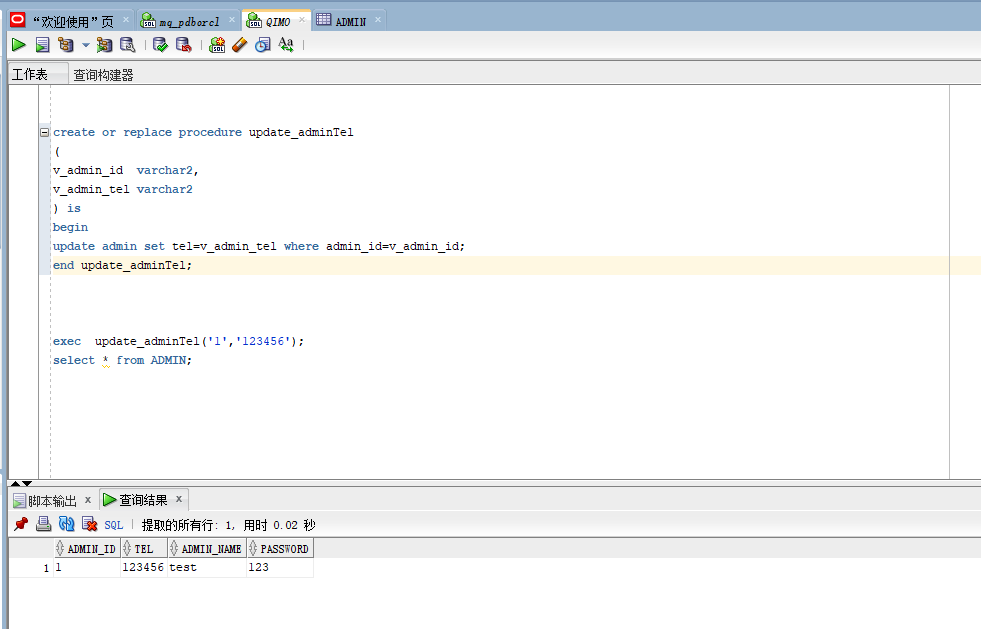 “欢迎使用”页 mq_pdborcl QIMO ADMIN
工作表 查询构建器
create or replace procedure update_adminTel
(
v_admin_id varchar2,
v_admin_tel varchar2
) is
begin
update admin set tel=v_admin_tel where admin_id=v_admin_id;
end update_adminTel;
exec update_adminTel('1','123456');
select * from ADMIN;
脚本输出 x 查询结果 x
SQL 提取的所有行: 1, 用时 0.02 秒
ADMIN_ID TEL ADMIN_NAME PASSWORD
1 1 123456 test 123